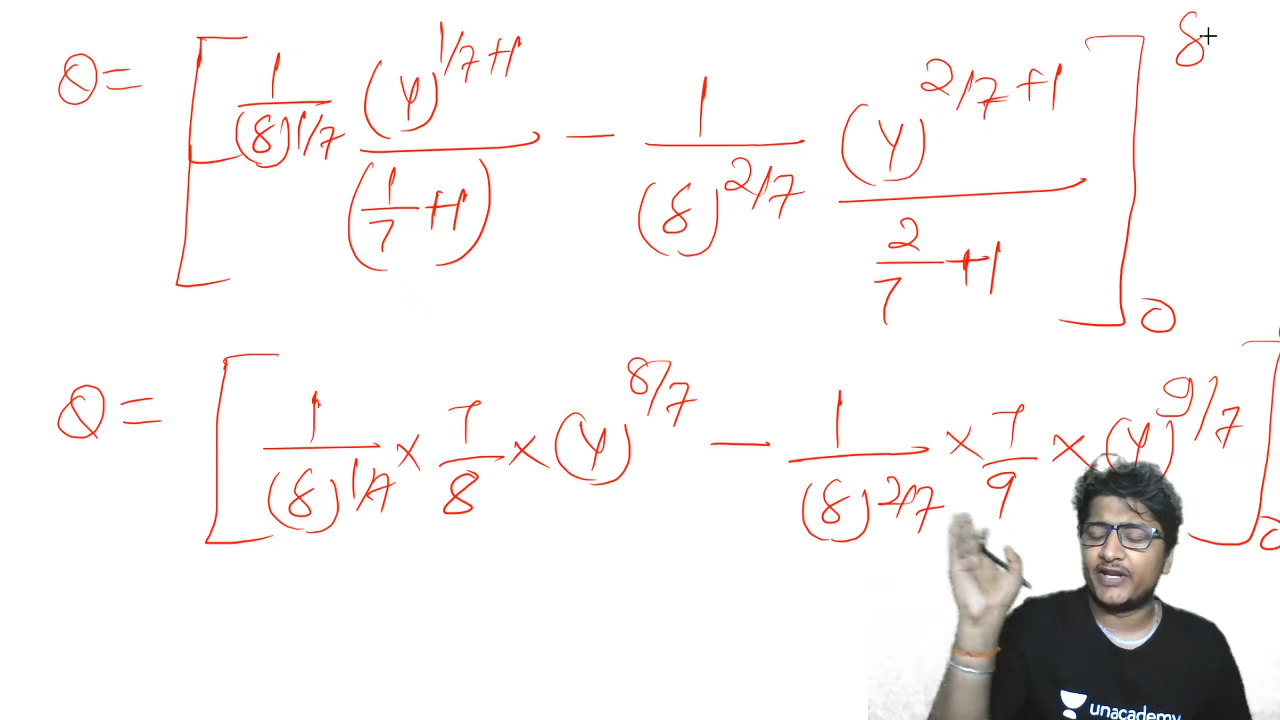 θ = [ 1/(8)^1/7 (y)^1/7+1/(1/7+1) − 1/(8)^2/7 (y)^2/7+1/2/7+1 ]_0^8
θ = [ 1/(8)^1/7 × 7/8 × (y)^8/7 − 1/(8)^2/7 × 7/9 × (y)^9/7 ]_0
unacademy